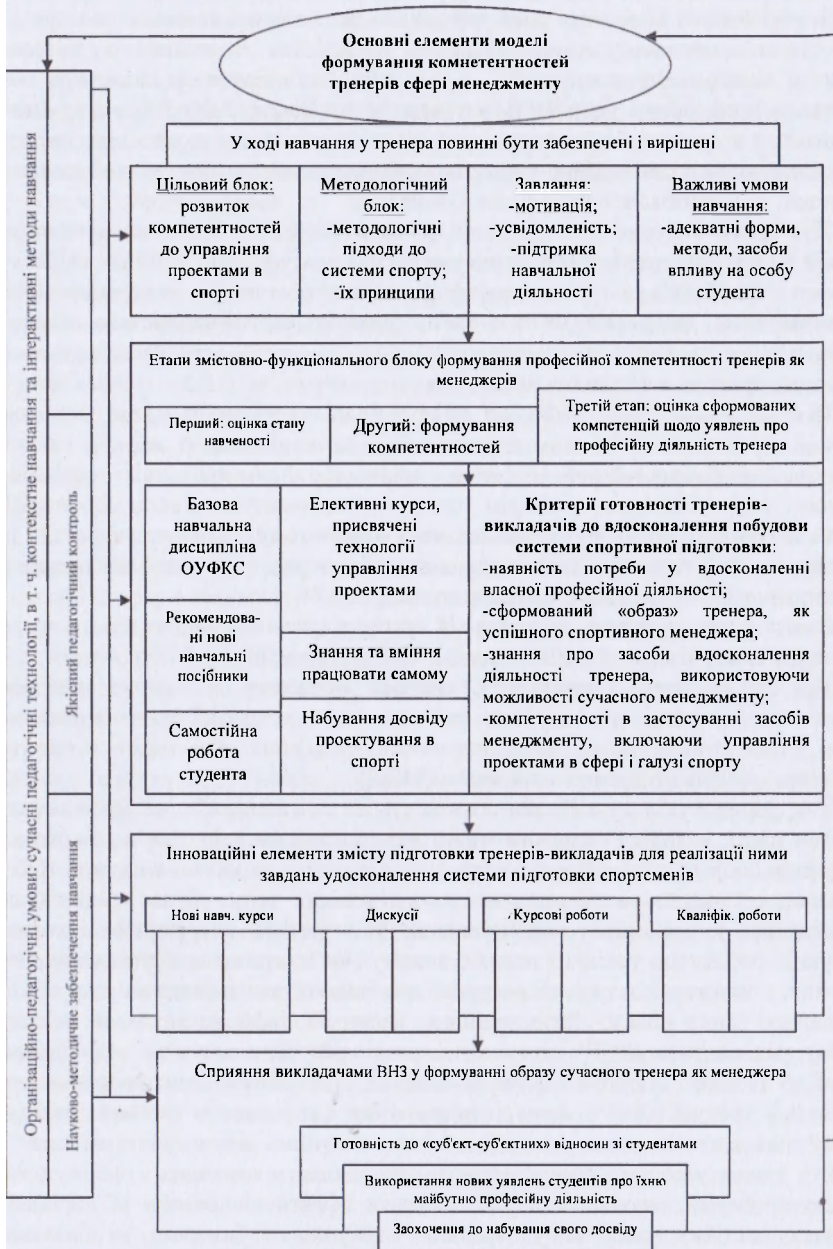 Основні елементи моделі
формування компетентностей
тренерів сфері менеджменту
У ході навчання у тренера повинні бути забезпечені і вирішені
Цільовий блок:
розвиток
компетентностей
до управління
проектами в
спорті
Методологічний
блок:
-методологічні
підходи до
системи спорту;
-їх принципи
Завдання:
-мотивація;
-усвідомленість;
-підтримка
навчальної
діяльності
Важливі умови
навчання:
-адекватні форми,
методи, засоби
впливу на особу
студента
Етапи змістовно-функціонального блоку формування професійної компетентності тренерів як
менеджерів
Перший: оцінка стану
навченості
Другий: формування
компетентностей
Третій етап: оцінка сформованих
компетенцій щодо уявлень про
професійну діяльність тренера
Базова
навчальна
дисципліна
ОУФКС
Рекомендова-
ні нові
навчальні
посібники
Самостійна
робота
студента
Елективні курси,
присвячені
технології
управління
проектами
Знання та вміння
працювати самому
Набування досвіду
проектування в
спорті
Критерії готовності тренерів-
викладачів до вдосконалення побудови
системи спортивної підготовки:
-наявність потреби у вдосконаленні
власної професійної діяльності;
-сформований «образ» тренера, як
успішного спортивного менеджера;
-знання про засоби вдосконалення
діяльності тренера, використовуючи
можливості сучасного менеджменту;
-компетентності в застосуванні засобів
менеджменту, включаючи управління
проектами в сфері і галузі спорту
Інноваційні елементи змісту підготовки тренерів-викладачів для реалізації ними
завдань удосконалення системи підготовки спортсменів
Нові навч. курси
Дискусії
Курсові роботи
Кваліфік. роботи
Сприяння викладачами ВНЗ у формуванні образу сучасного тренера як менеджера
Готовність до «суб'єкт-суб'єктних» відносин зі студентами
Використання нових уявлень студентів про їхню
майбутню професійну діяльність
Заохочення до набування свого досвіду
Організаційно-педагогічні умови: сучасні педагогічні технології, в т. ч. контекстне навчання та інтерактивні методи навчання
Якісний педагогічний контроль
Науково-методичне забезпечення навчання